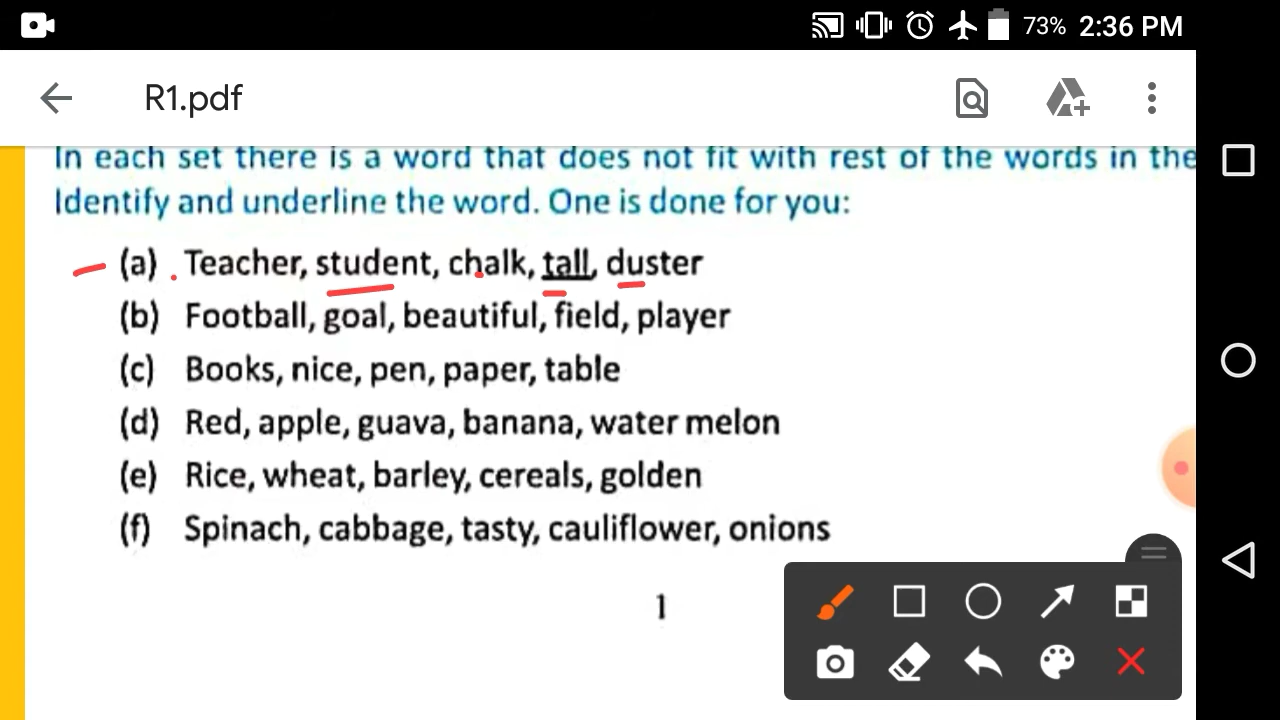 73% 2:36 PM
R1.pdf
In each set there is a word that does not fit with rest of the words in the
Identify and underline the word. One is done for you:
(a) Teacher, student, chalk, tall, duster
(b) Football, goal, beautiful, field, player
(c) Books, nice, pen, paper, table
(d) Red, apple, guava, banana, water melon
(e) Rice, wheat, barley, cereals, golden
(f) Spinach, cabbage, tasty, cauliflower, onions
1